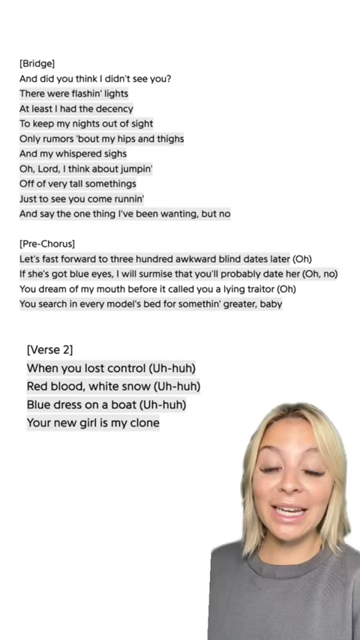 [Bridge]
And did you think I didn't see you?
There were flashin' lights
At least I had the decency
To keep my nights out of sight
Only rumors 'bout my hips and thighs
And my whispered sighs
Oh, Lord, I think about jumpin'
Off of very tall somethings
Just to see you come runnin'
And say the one thing I've been wanting, but no
[Pre-Chorus]
Let's fast forward to three hundred awkward blind dates later (Oh)
If she's got blue eyes, I will surmise that you'll probably date her (Oh, no)
You dream of my mouth before it called you a lying traitor (Oh)
You search in every model's bed for somethin' greater, baby
[Verse 2]
When you lost control (Uh-huh)
Red blood, white snow (Uh-huh)
Blue dress on a boat (Uh-huh)
Your new girl is my clone